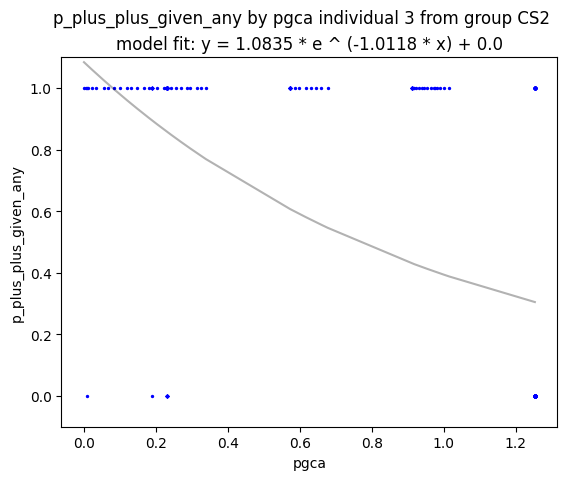 p_plus_plus_given_any by pgca individual 3 from group CS2
model fit: y = 1.0835 * e ^ (-1.0118 * x) + 0.0
p_plus_plus_given_any
1.0
0.8
0.6
0.4
0.2
0.0
0.0 0.2 0.4 0.6 0.8 1.0 1.2
pgca